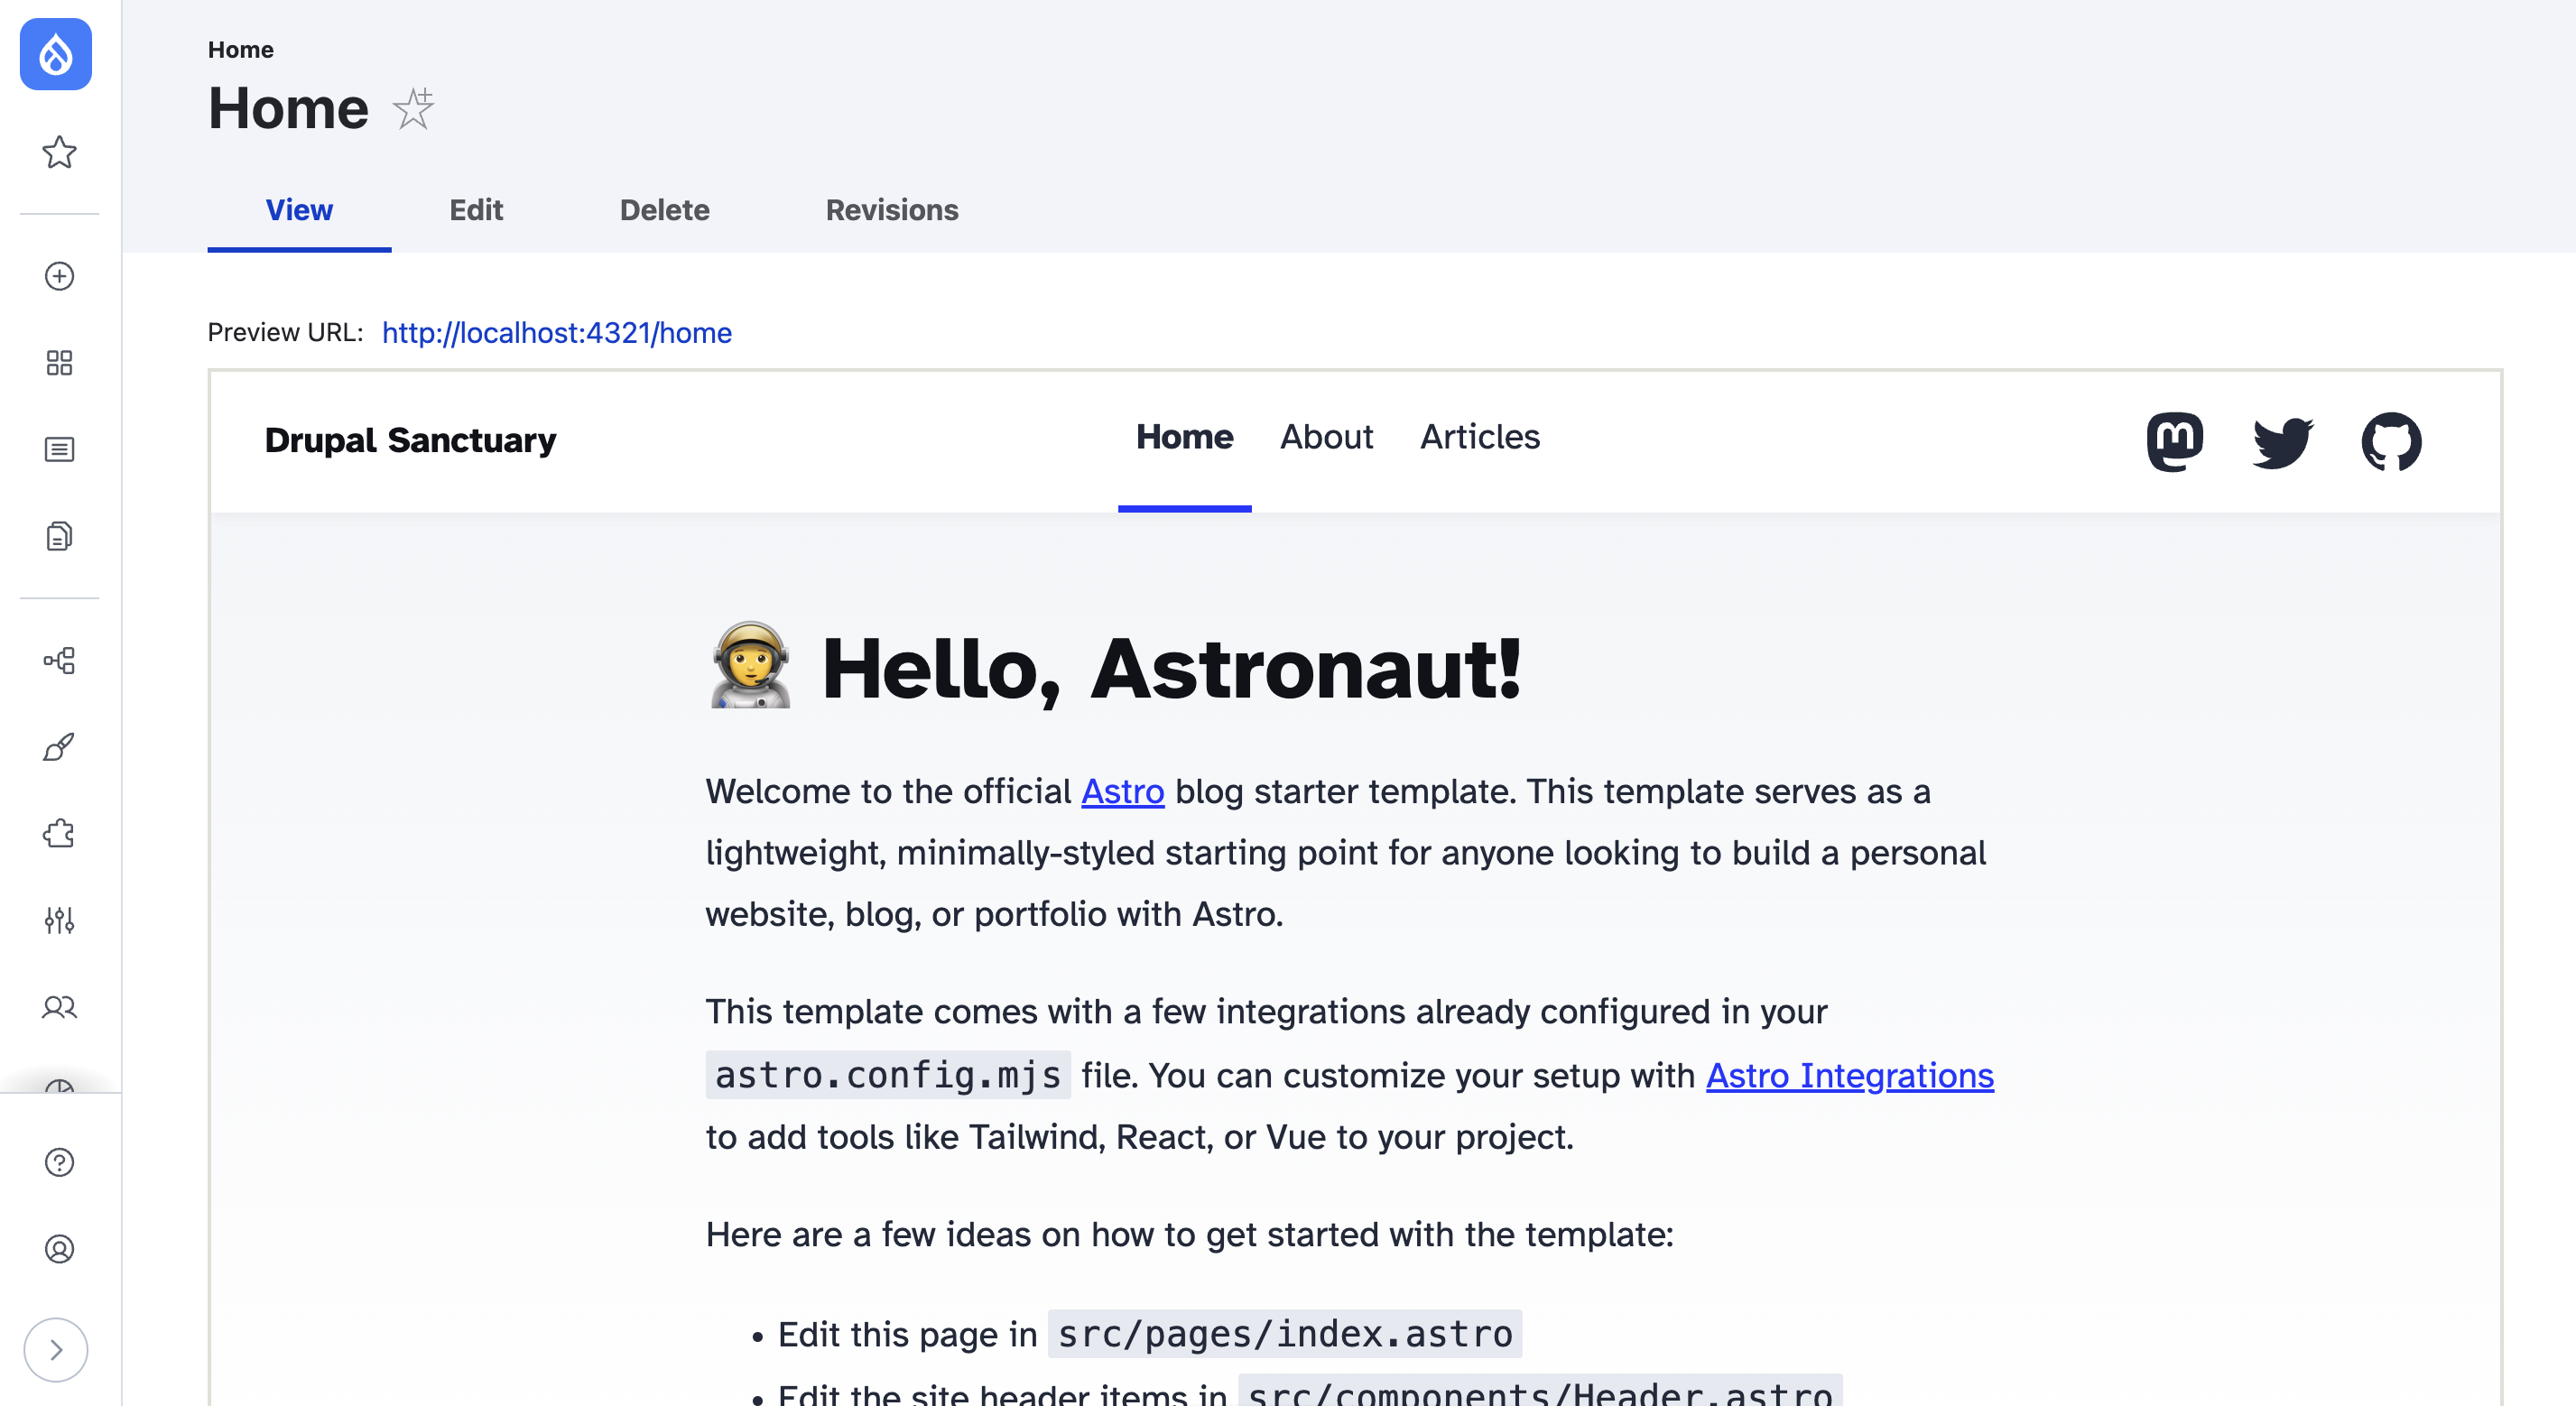 Home
Home
View Edit Delete Revisions
Preview URL: http://localhost:4321/home
Drupal Sanctuary Home About Articles
Hello, Astronaut!
Welcome to the official Astro blog starter template. This template serves as a
lightweight, minimally-styled starting point for anyone looking to build a personal
website, blog, or portfolio with Astro.
This template comes with a few integrations already configured in your
astro.config.mjs file. You can customize your setup with Astro Integrations
to add tools like Tailwind, React, or Vue to your project.
Here are a few ideas on how to get started with the template:
• Edit this page in src/pages/index.astro
• Edit the site header items in src/components/Header.astro